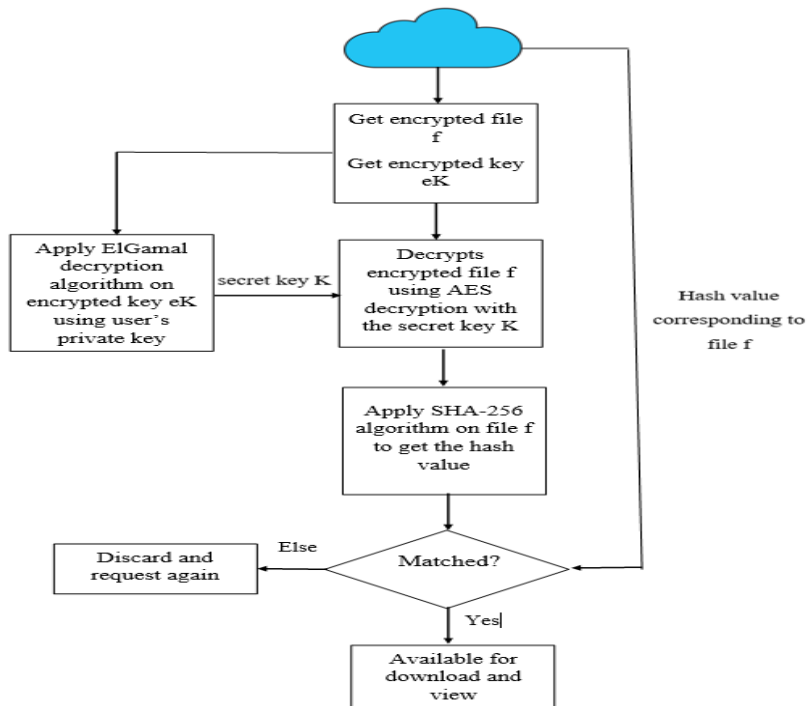 Get encrypted file
f
Get encrypted key
eK
Apply ElGamal
decryption
algorithm on
encrypted key eK
using user's
private key
secret key K
Decrypts
encrypted file f
using AES
decryption with
the secret key K
Hash value
corresponding to
file f
Apply SHA-256
algorithm on file f
to get the hash
value
Matched?
Else
Discard and
request again
Yes
Available for
download and
view